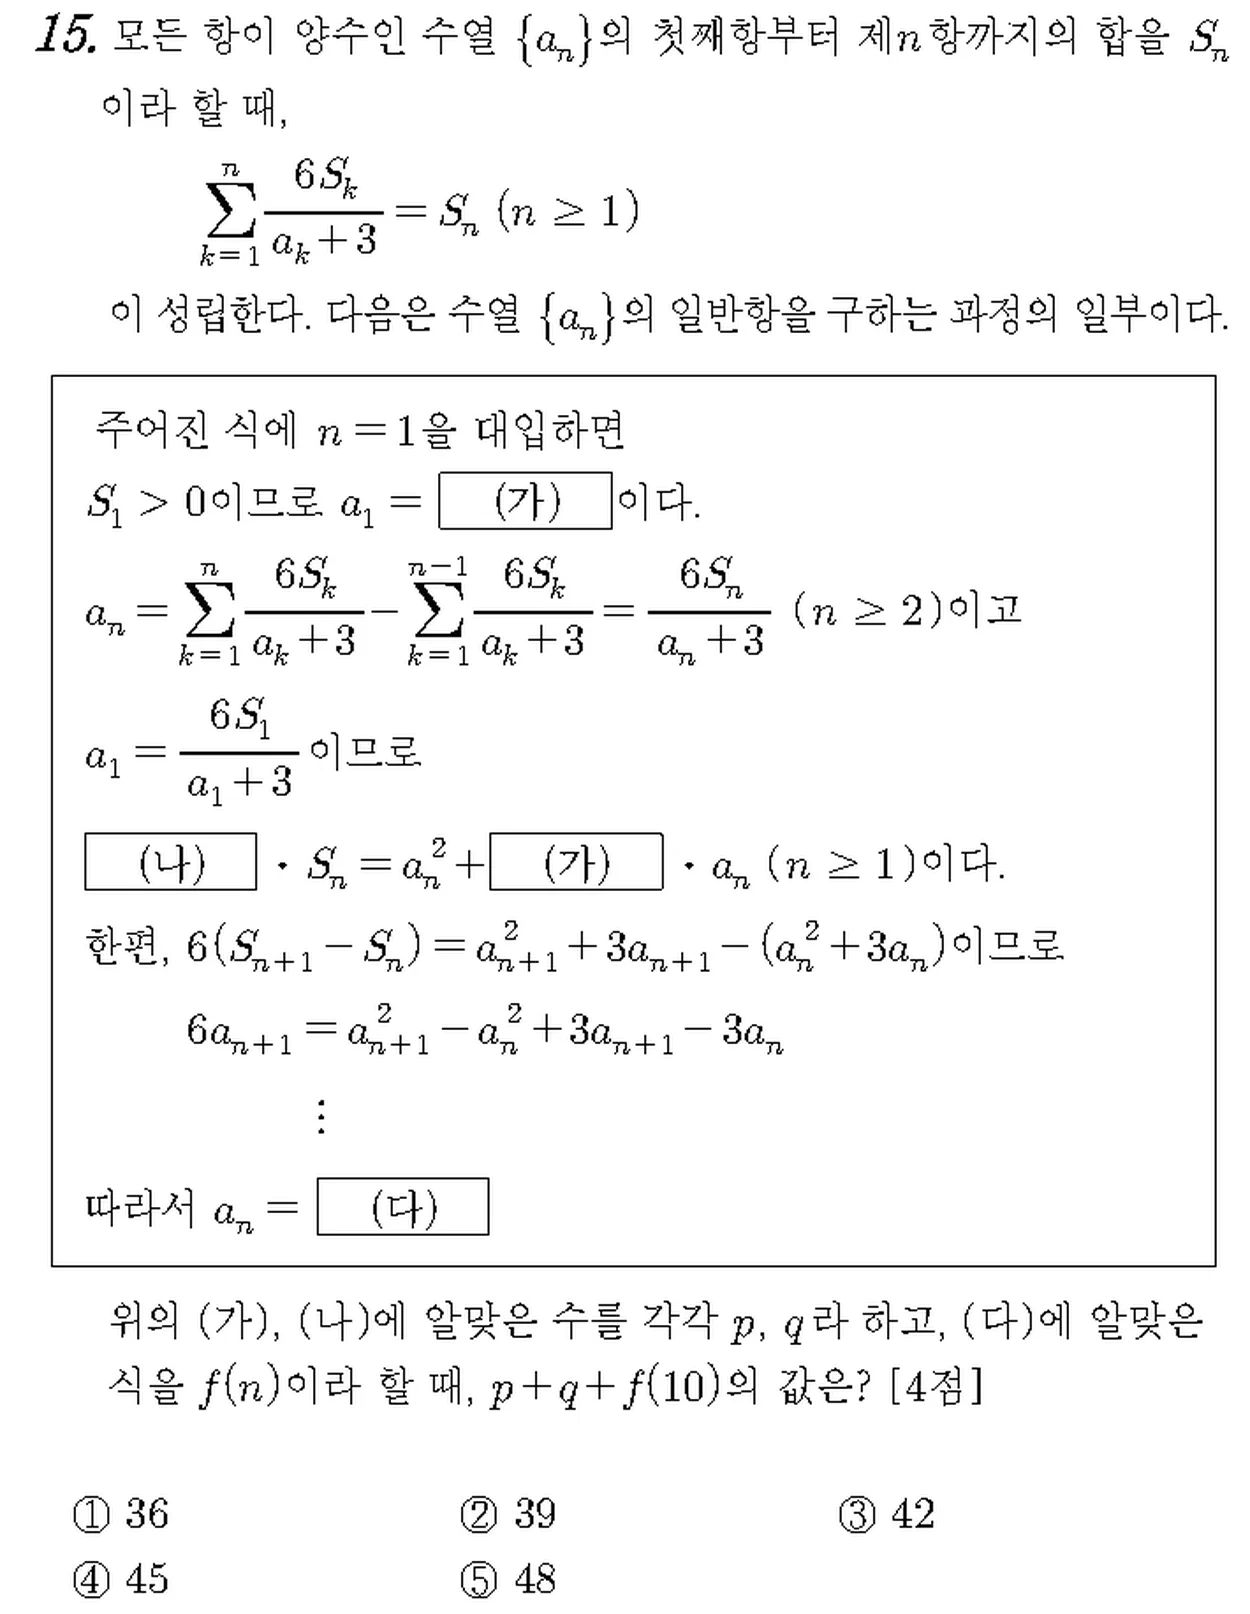 15. 모든 항이 양수인 수열 {aₙ}의 첫째항부터 제n항까지의 합을 Sₙ
이라 할 때,
∑_{k=1}^{n} 6Sₖ/(aₖ+3) = Sₙ (n ≥ 1)
이 성립한다. 다음은 수열 {aₙ}의 일반항을 구하는 과정의 일부이다.
주어진 식에 n=1을 대입하면
S₁ > 0이므로 a₁ = (가) 이다.
aₙ = ∑_{k=1}^{n} 6Sₖ/(aₖ+3) − ∑_{k=1}^{n−1} 6Sₖ/(aₖ+3) = 6Sₙ/(aₙ+3) (n ≥ 2)이고
a₁ = 6S₁/(a₁+3) 이므로
(나) · Sₙ = aₙ² + (가) · aₙ (n ≥ 1)이다.
한편, 6(Sₙ₊₁ − Sₙ) = aₙ₊₁² + 3aₙ₊₁ − (aₙ² + 3aₙ)이므로
6aₙ₊₁ = aₙ₊₁² − aₙ² + 3aₙ₊₁ − 3aₙ
⋮
따라서 aₙ = (다)
위의 (가), (나)에 알맞은 수를 각각 p, q라 하고, (다)에 알맞은
식을 f(n)이라 할 때, p+q+f(10)의 값은? [4점]
① 36 ② 39 ③ 42
④ 45 ⑤ 48